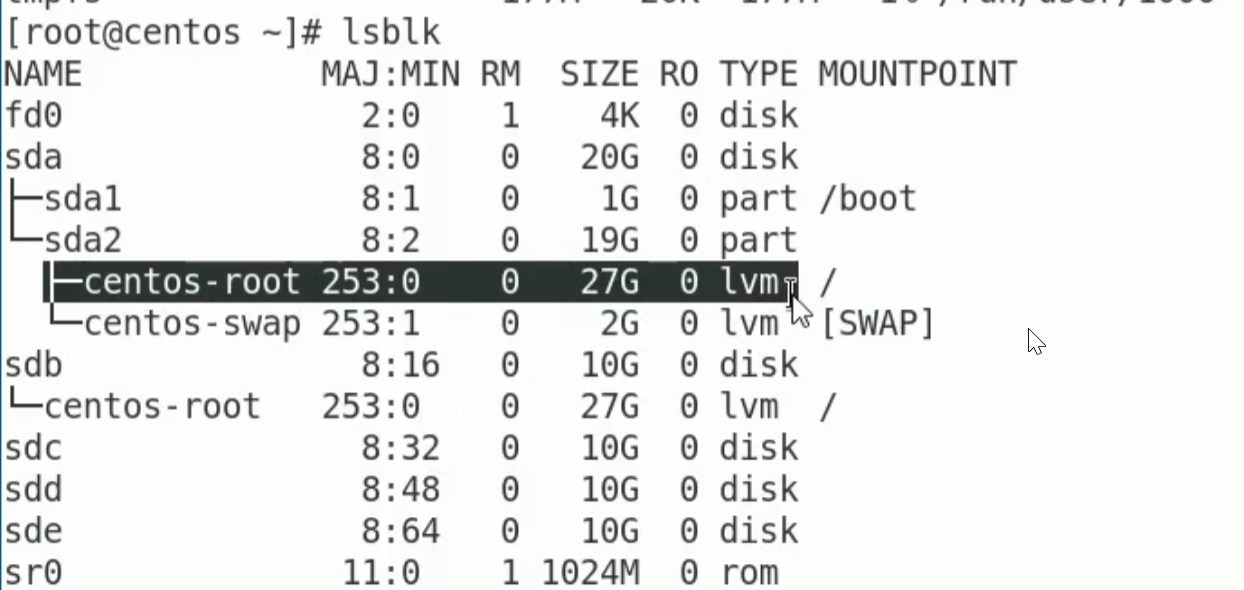 [root@centos ~]# lsblk
NAME            MAJ:MIN RM  SIZE RO TYPE MOUNTPOINT
fd0               2:0    1    4K  0 disk
sda               8:0    0   20G  0 disk
├─sda1            8:1    0    1G  0 part /boot
└─sda2            8:2    0   19G  0 part
  ├─centos-root 253:0    0   27G  0 lvm  /
  └─centos-swap 253:1    0    2G  0 lvm  [SWAP]
sdb               8:16   0   10G  0 disk
└─centos-root   253:0    0   27G  0 lvm  /
sdc               8:32   0   10G  0 disk
sdd               8:48   0   10G  0 disk
sde               8:64   0   10G  0 disk
sr0              11:0    1 1024M  0 rom